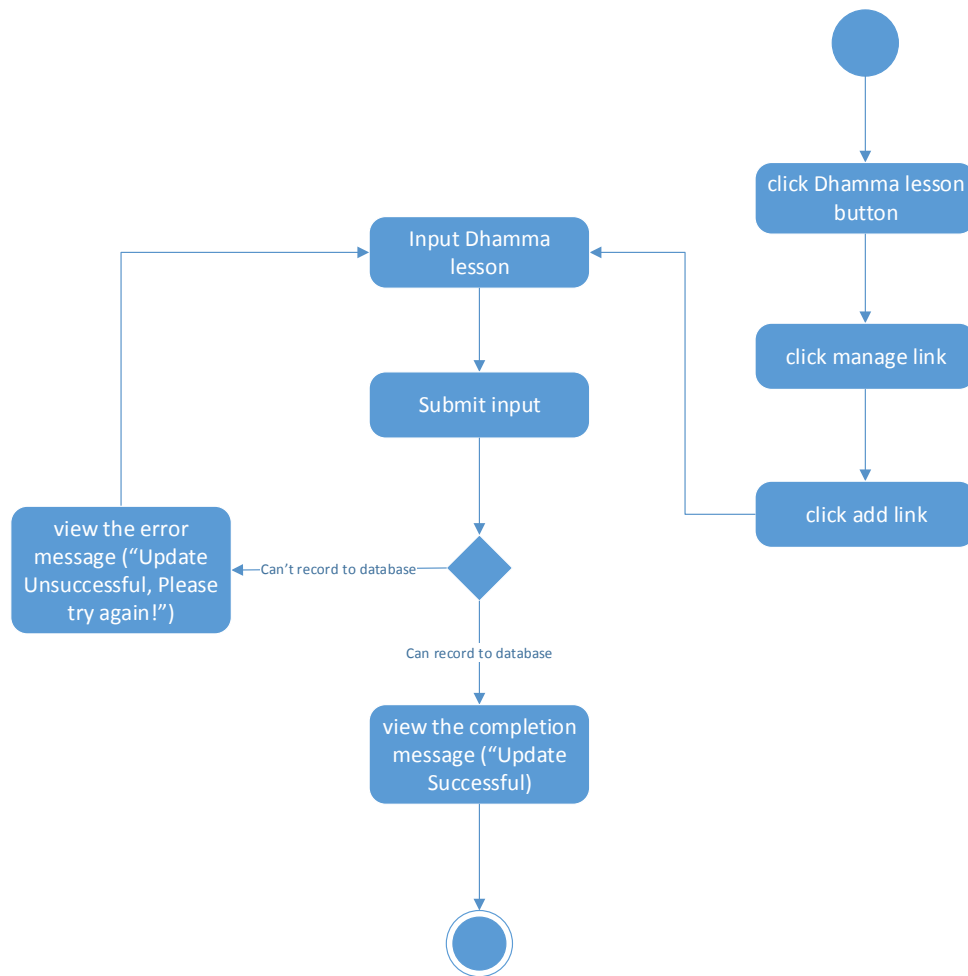 click Dhamma lesson
button
click manage link
click add link
Input Dhamma
lesson
Submit input
Can't record to database
view the error
message (“Update
Unsuccessful, Please
try again!”)
Can record to database
view the completion
message (“Update
Successful)